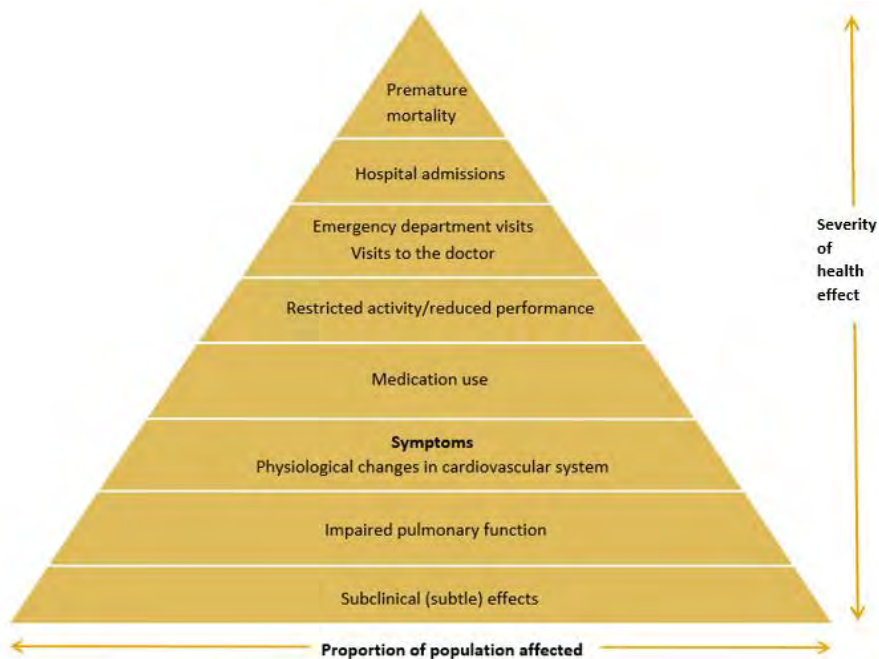 Premature
mortality
Hospital admissions
Emergency department visits
Visits to the doctor
Restricted activity/reduced performance
Medication use
Symptoms
Physiological changes in cardiovascular system
Impaired pulmonary function
Subclinical (subtle) effects
Severity
of
health
effect
Proportion of population affected